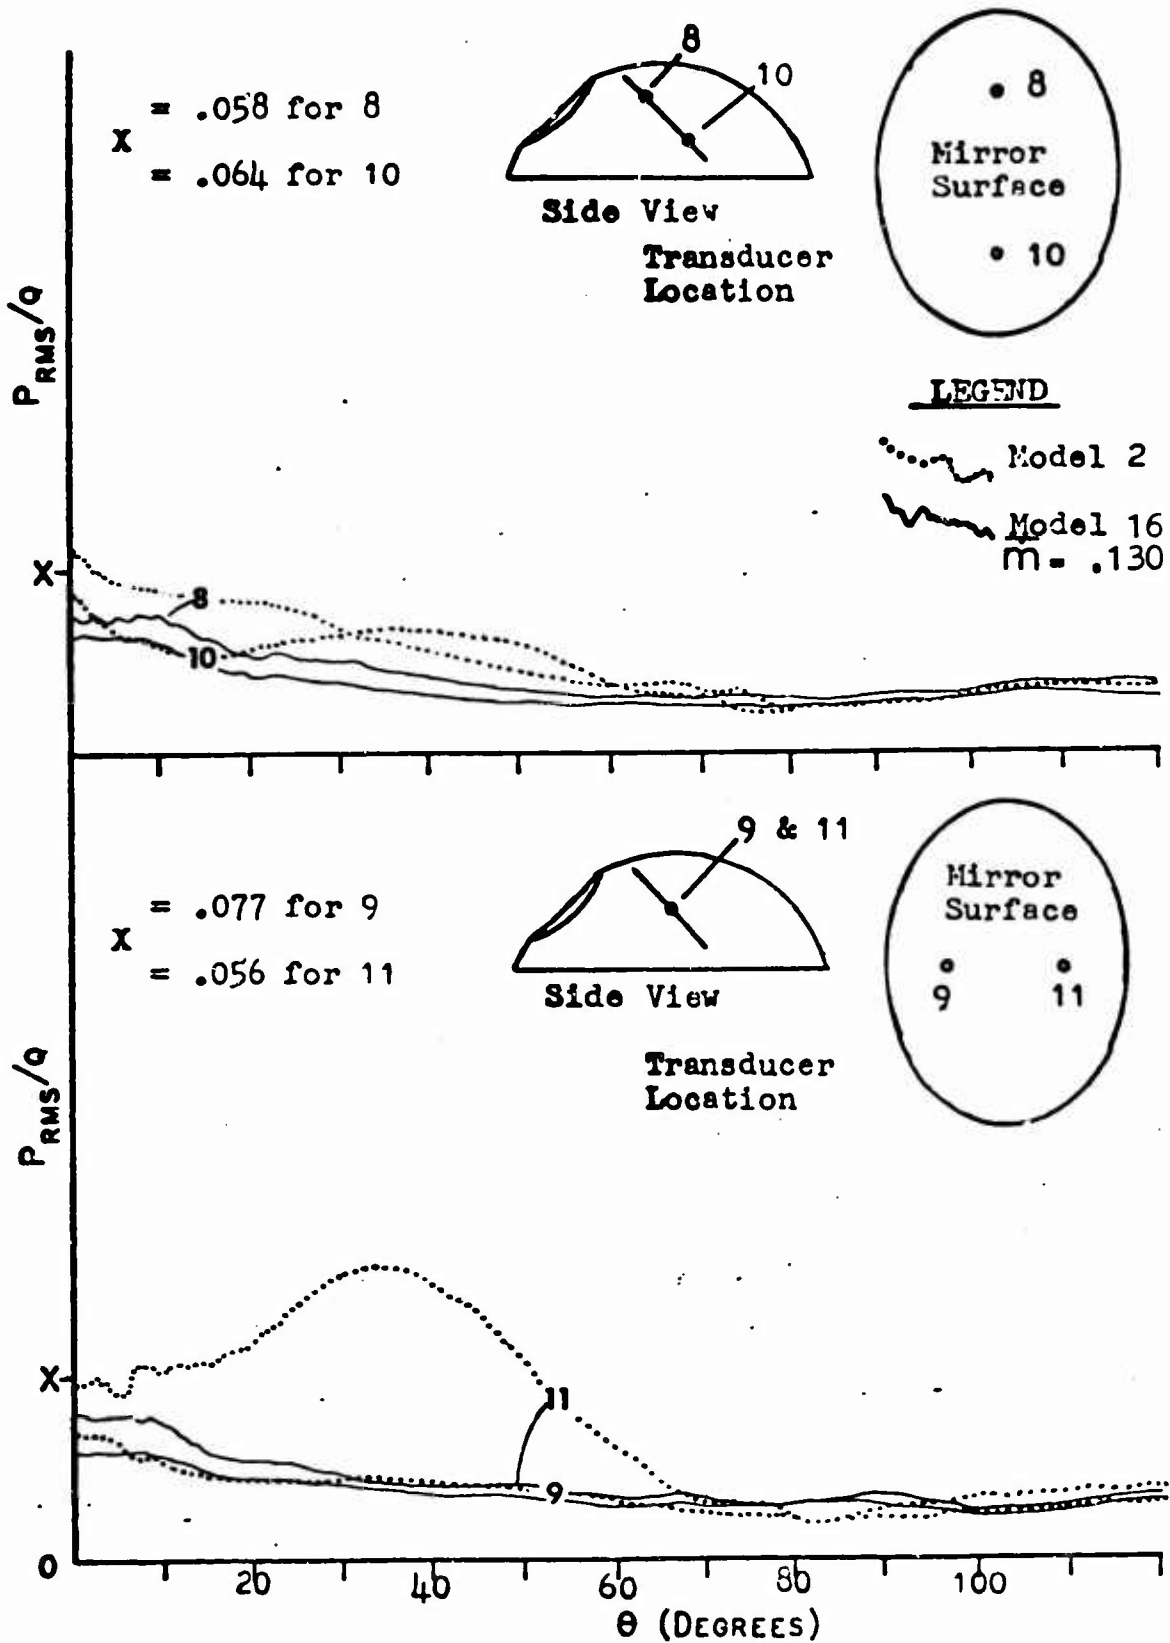 8
10
X = .058 for 8
= .064 for 10
Side View
Transducer
Location
8
Mirror
Surface
10
PRMS/Q
LEGEND
Model 2
Model 16
m̄ = .130
X
8
10
9 & 11
X = .077 for 9
= .056 for 11
Side View
Transducer
Location
Mirror
Surface
9 11
PRMS/Q
X
11
9
0 20 40 60 80 100
θ (DEGREES)